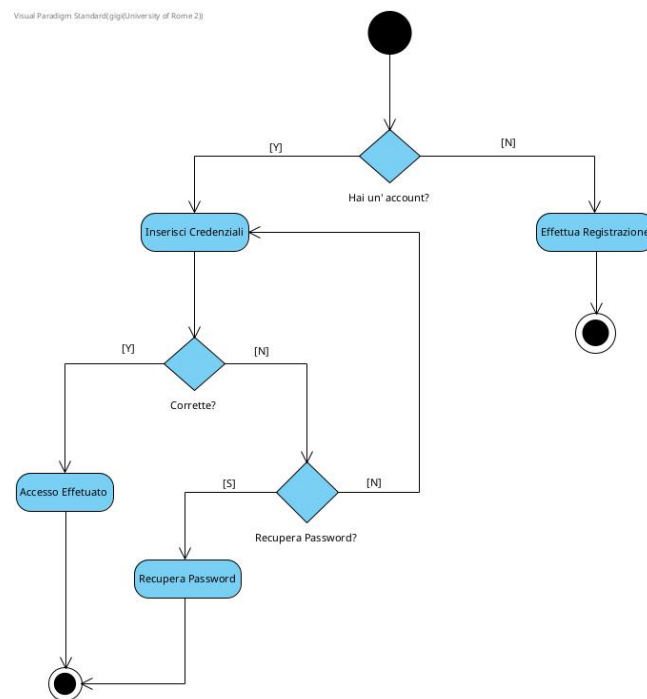 Visual Paradigm Standard(gigi(University of Rome 2))
[Y]
[N]
Hai un' account?
Inserisci Credenziali
Effettua Registrazione
[Y]
[N]
Corrette?
Accesso Effetuato
[S]
[N]
Recupera Password?
Recupera Password